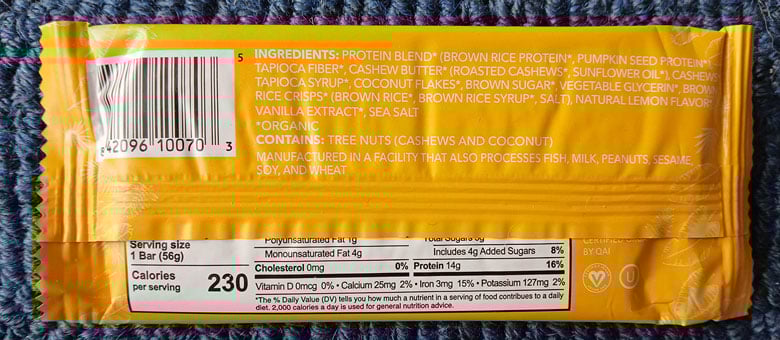 5
INGREDIENTS: PROTEIN BLEND* (BROWN RICE PROTEIN*, PUMPKIN SEED PROTEIN*)
TAPIOCA FIBER*, CASHEW BUTTER* (ROASTED CASHEWS*, SUNFLOWER OIL*), CASHEWS
TAPIOCA SYRUP*, COCONUT FLAKES*, BROWN SUGAR*, VEGETABLE GLYCERIN*, BROWN
RICE CRISPS* (BROWN RICE*, BROWN RICE SYRUP*, SALT), NATURAL LEMON FLAVOR*
VANILLA EXTRACT*, SEA SALT
*ORGANIC
CONTAINS: TREE NUTS (CASHEWS AND COCONUT)
MANUFACTURED IN A FACILITY THAT ALSO PROCESSES FISH, MILK, PEANUTS, SESAME,
SOY, AND WHEAT
8 42096 10070 3
Serving size
1 Bar (56g)
Calories
per serving
230
Polyunsaturated Fat 1g
Monounsaturated Fat 4g
Cholesterol 0mg 0%
Total Sugars 5g
Includes 4g Added Sugars 8%
Protein 14g 16%
Vitamin D 0mcg 0% • Calcium 25mg 2% • Iron 3mg 15% • Potassium 127mg 2%
*The % Daily Value (DV) tells you how much a nutrient in a serving of food contributes to a daily
diet. 2,000 calories a day is used for general nutrition advice.
CERTIFIED
BY QAI
V
U